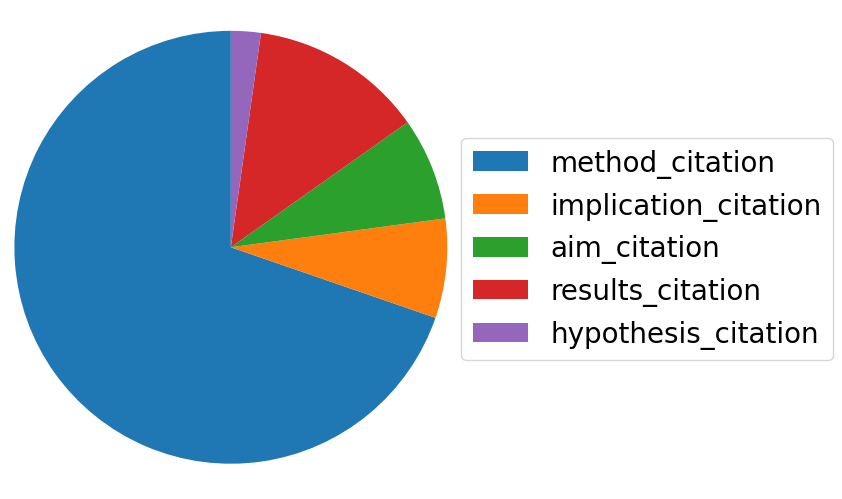 method_citation
implication_citation
aim_citation
results_citation
hypothesis_citation